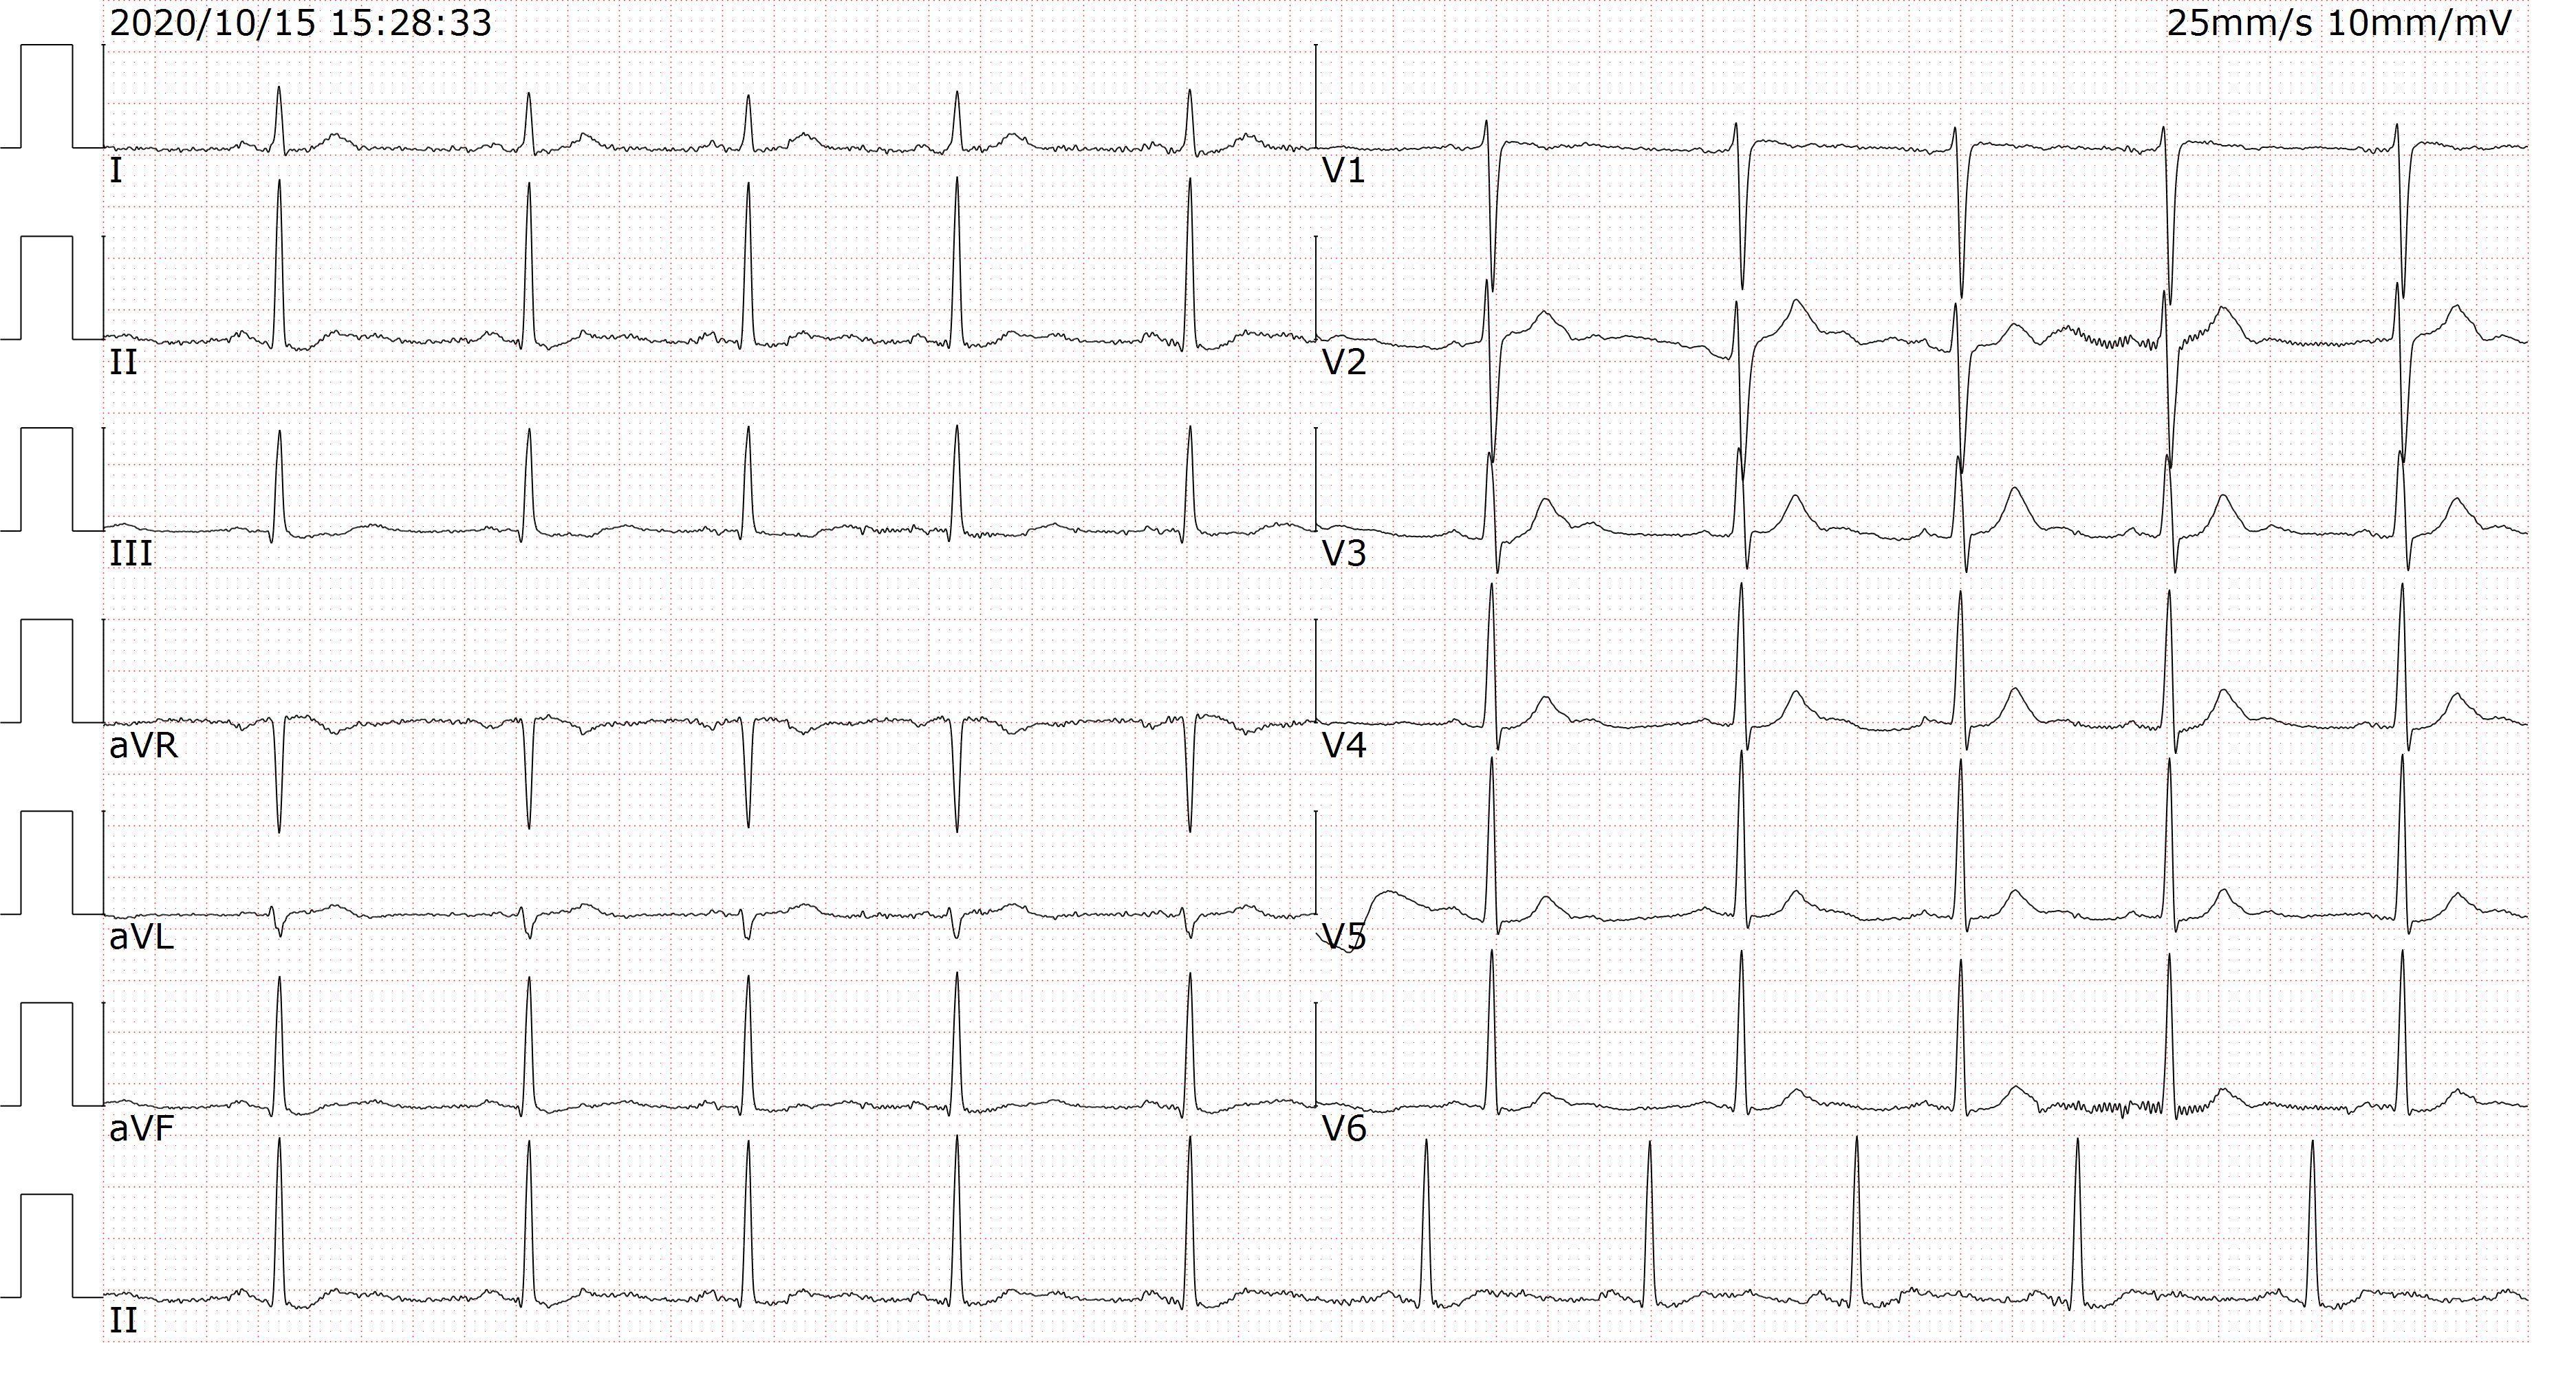 2020/10/15 15:28:33
25mm/s 10mm/mV
I
V1
II
V2
III
V3
aVR
V4
aVL
V5
aVF
V6
II